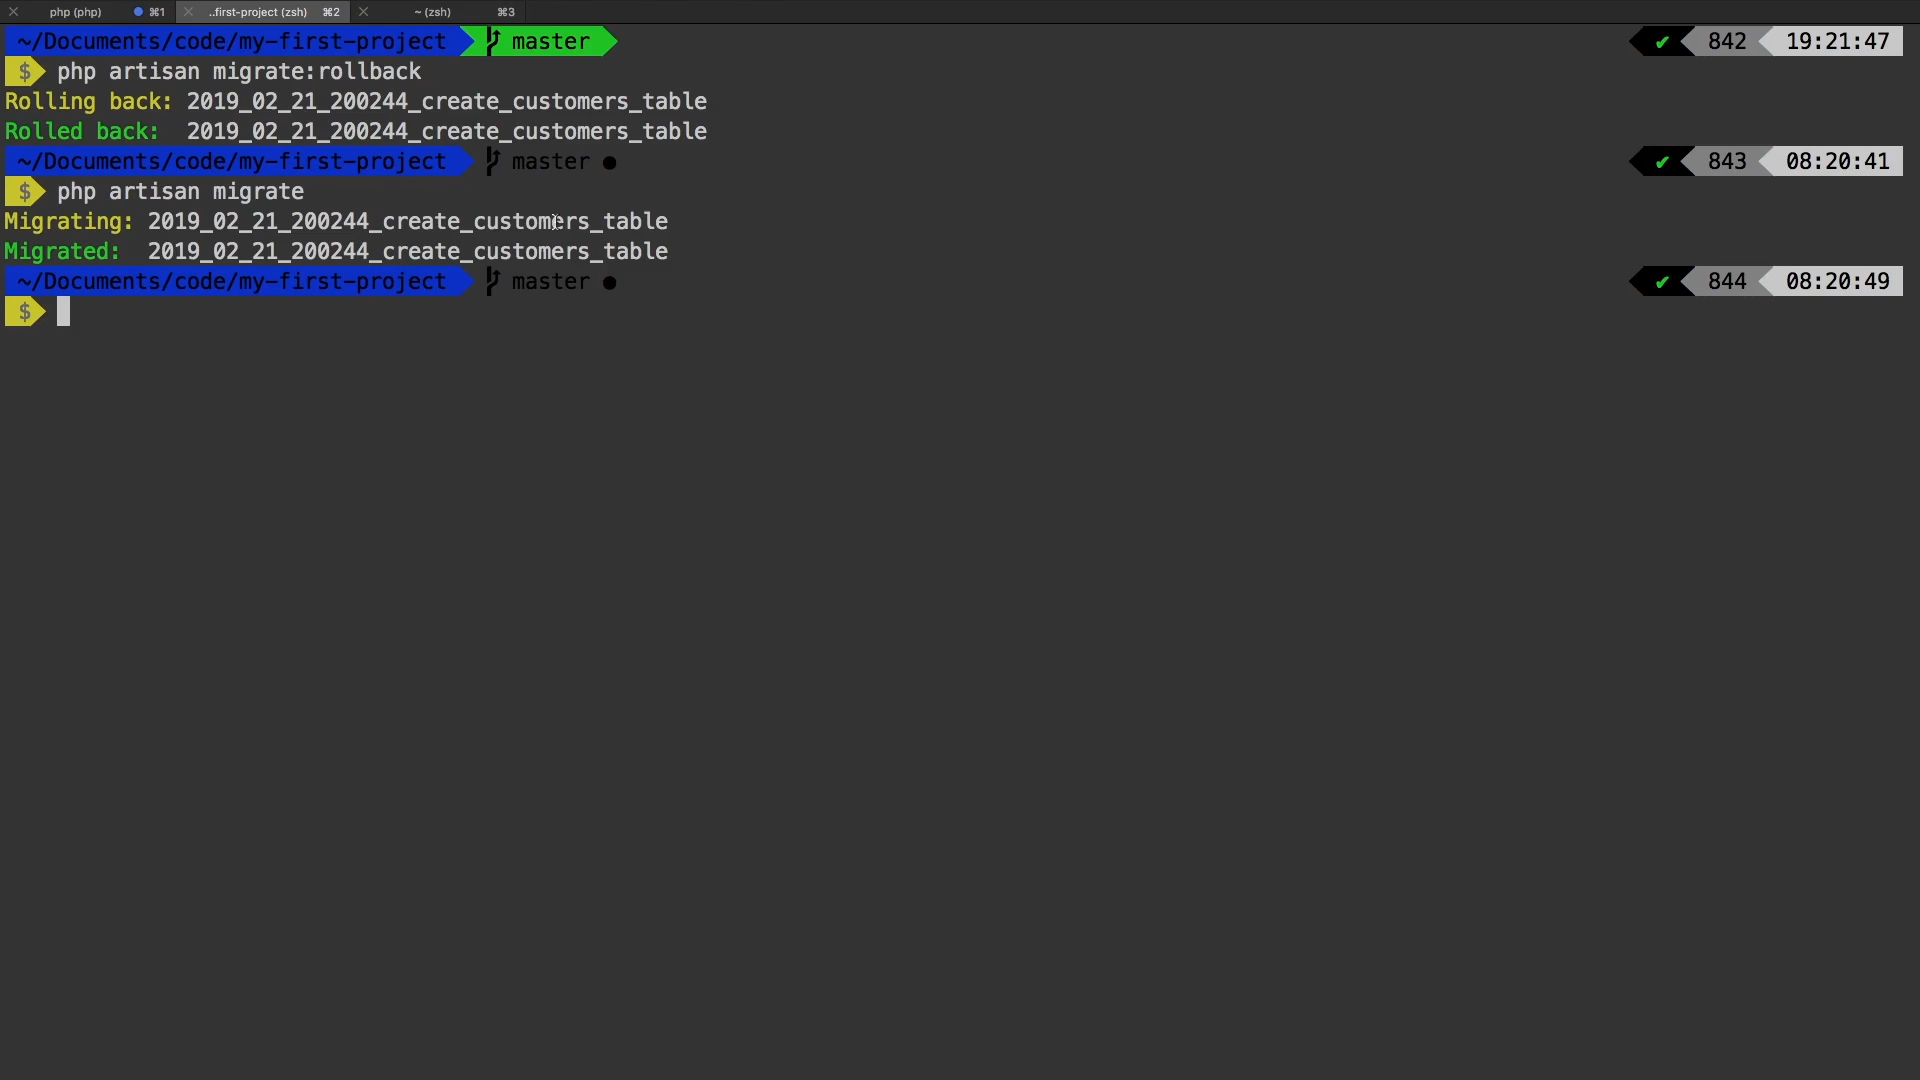 php (php) ⌘1 ..first-project (zsh) ⌘2 ~ (zsh) ⌘3
~/Documents/code/my-first-project master ✔ 842 19:21:47
$ php artisan migrate:rollback
Rolling back: 2019_02_21_200244_create_customers_table
Rolled back:  2019_02_21_200244_create_customers_table
~/Documents/code/my-first-project master ● ✔ 843 08:20:41
$ php artisan migrate
Migrating: 2019_02_21_200244_create_customers_table
Migrated:  2019_02_21_200244_create_customers_table
~/Documents/code/my-first-project master ● ✔ 844 08:20:49
$